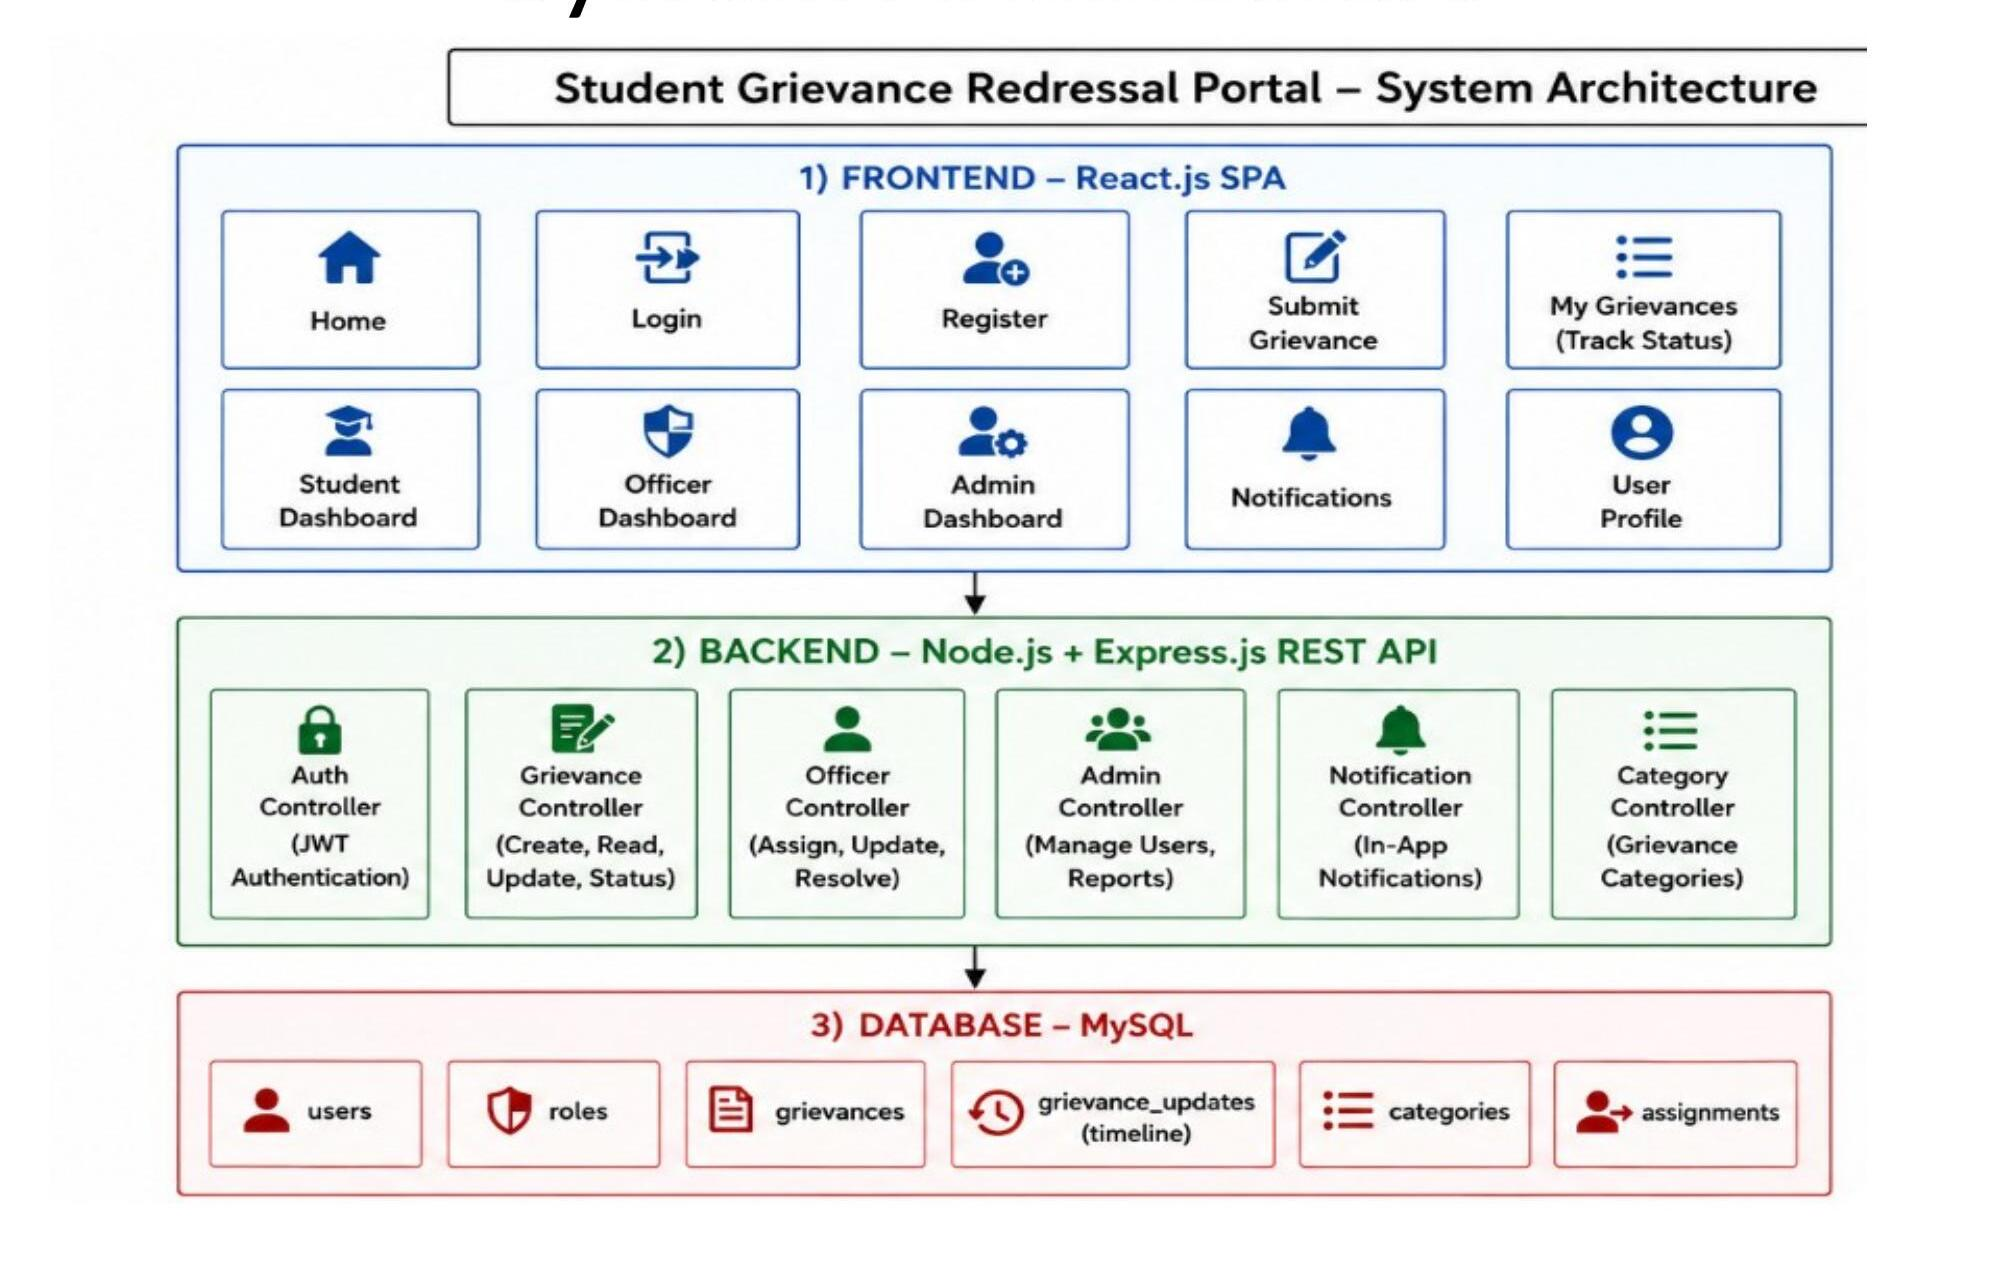 Student Grievance Redressal Portal – System Architecture
1) FRONTEND – React.js SPA
Home
Login
Register
Submit
Grievance
My Grievances
(Track Status)
Student
Dashboard
Officer
Dashboard
Admin
Dashboard
Notifications
User
Profile
2) BACKEND – Node.js + Express.js REST API
Auth
Controller
(JWT
Authentication)
Grievance
Controller
(Create, Read,
Update, Status)
Officer
Controller
(Assign, Update,
Resolve)
Admin
Controller
(Manage Users,
Reports)
Notification
Controller
(In-App
Notifications)
Category
Controller
(Grievance
Categories)
3) DATABASE – MySQL
users
roles
grievances
grievance_updates
(timeline)
categories
assignments